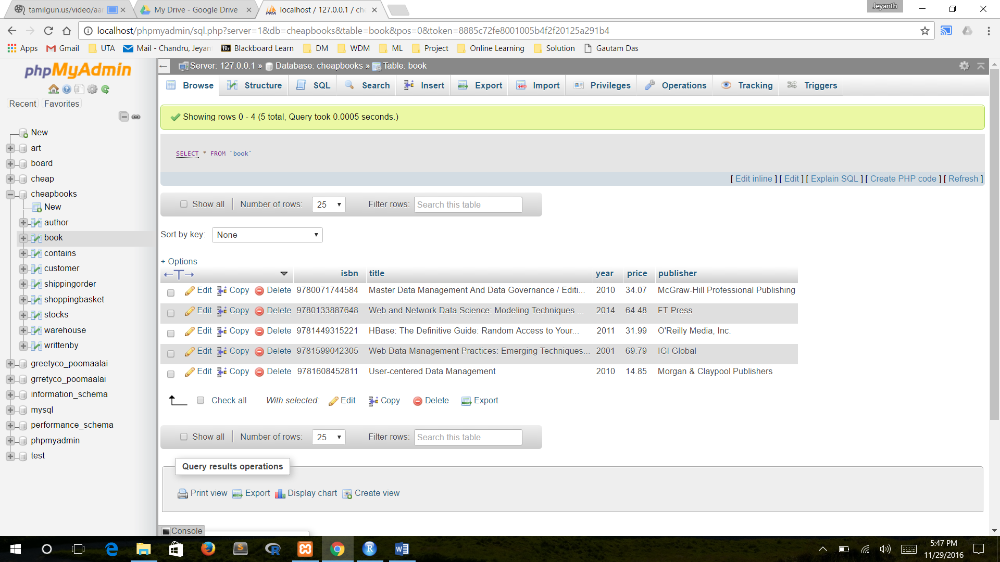 tamilgun.us/video/aa
My Drive - Google Drive
localhost / 127.0.0.1 / che
Jeyanth
localhost/phpmyadmin/sql.php?server=1&db=cheapbooks&table=book&pos=0&token=8885c72fe8001005b4f2f20125a291b4
Apps Gmail UTA Mail - Chandru, Jeyan Bb Blackboard Learn DM WDM ML Project Online Learning Solution Gautam Das
phpMyAdmin
Recent Favorites
New
art
board
cheap
cheapbooks
New
author
book
contains
customer
shippingorder
shoppingbasket
stocks
warehouse
writtenby
greetyco_poomaalai
grretyco_poomaalai
information_schema
mysql
performance_schema
phpmyadmin
test
Server: 127.0.0.1 » Database: cheapbooks » Table: book
Browse Structure SQL Search Insert Export Import Privileges Operations Tracking Triggers
Showing rows 0 - 4 (5 total, Query took 0.0005 seconds.)
SELECT * FROM `book`
[ Edit inline ] [ Edit ] [ Explain SQL ] [ Create PHP code ] [ Refresh ]
Show all Number of rows: 25 Filter rows: Search this table
Sort by key: None
+ Options
isbn title year price publisher
Edit Copy Delete 9780071744584 Master Data Management And Data Governance / Editi... 2010 34.07 McGraw-Hill Professional Publishing
Edit Copy Delete 9780133887648 Web and Network Data Science: Modeling Techniques ... 2014 64.48 FT Press
Edit Copy Delete 9781449315221 HBase: The Definitive Guide: Random Access to Your... 2011 31.99 O'Reilly Media, Inc.
Edit Copy Delete 9781599042305 Web Data Management Practices: Emerging Techniques... 2001 69.79 IGI Global
Edit Copy Delete 9781608452811 User-centered Data Management 2010 14.85 Morgan & Claypool Publishers
Check all With selected: Edit Copy Delete Export
Show all Number of rows: 25 Filter rows: Search this table
Query results operations
Print view Export Display chart Create view
Console
5:47 PM
11/29/2016